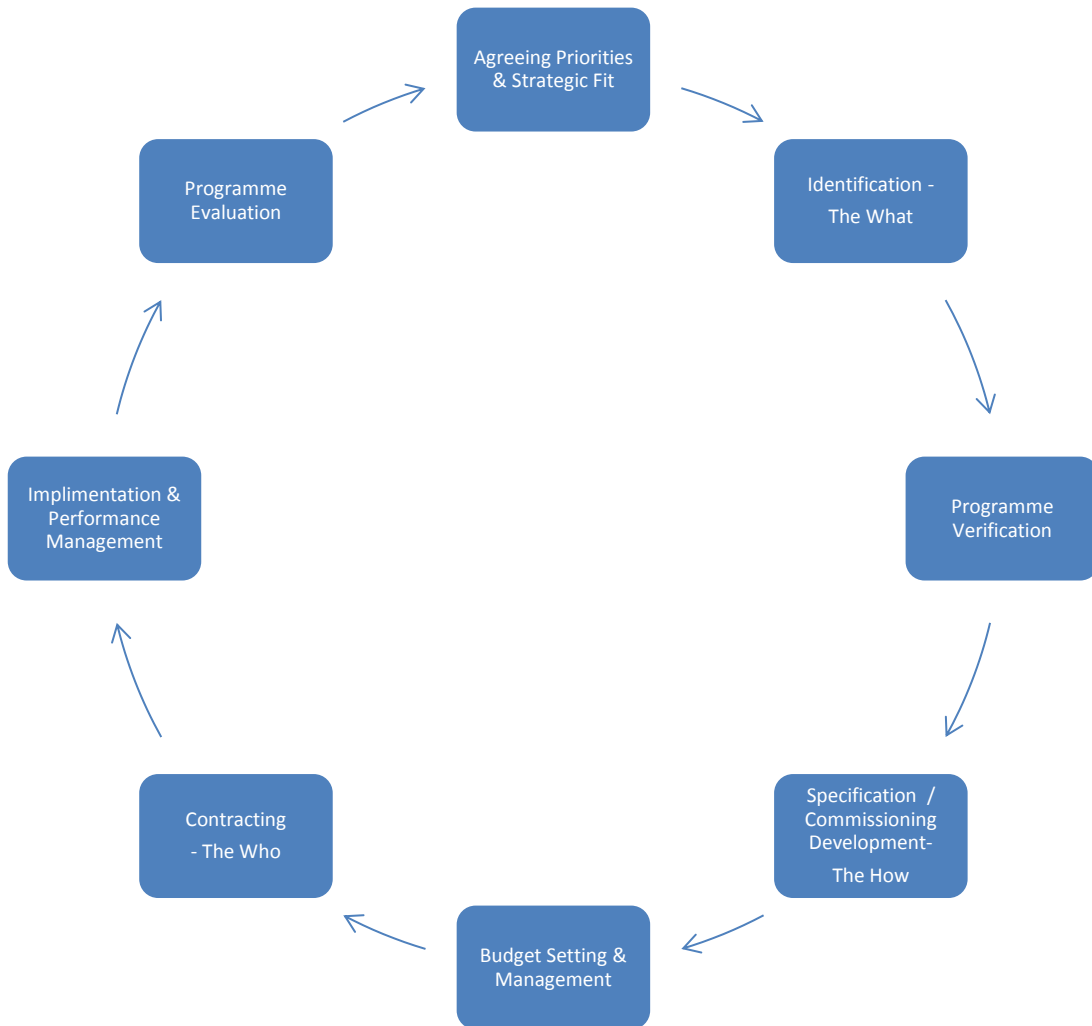 Agreeing Priorities
& Strategic Fit
Identification -
The What
Programme
Verification
Specification  /
Commissioning
Development-
The How
Budget Setting &
Management
Contracting
- The Who
Implimentation &
Performance
Management
Programme
Evaluation